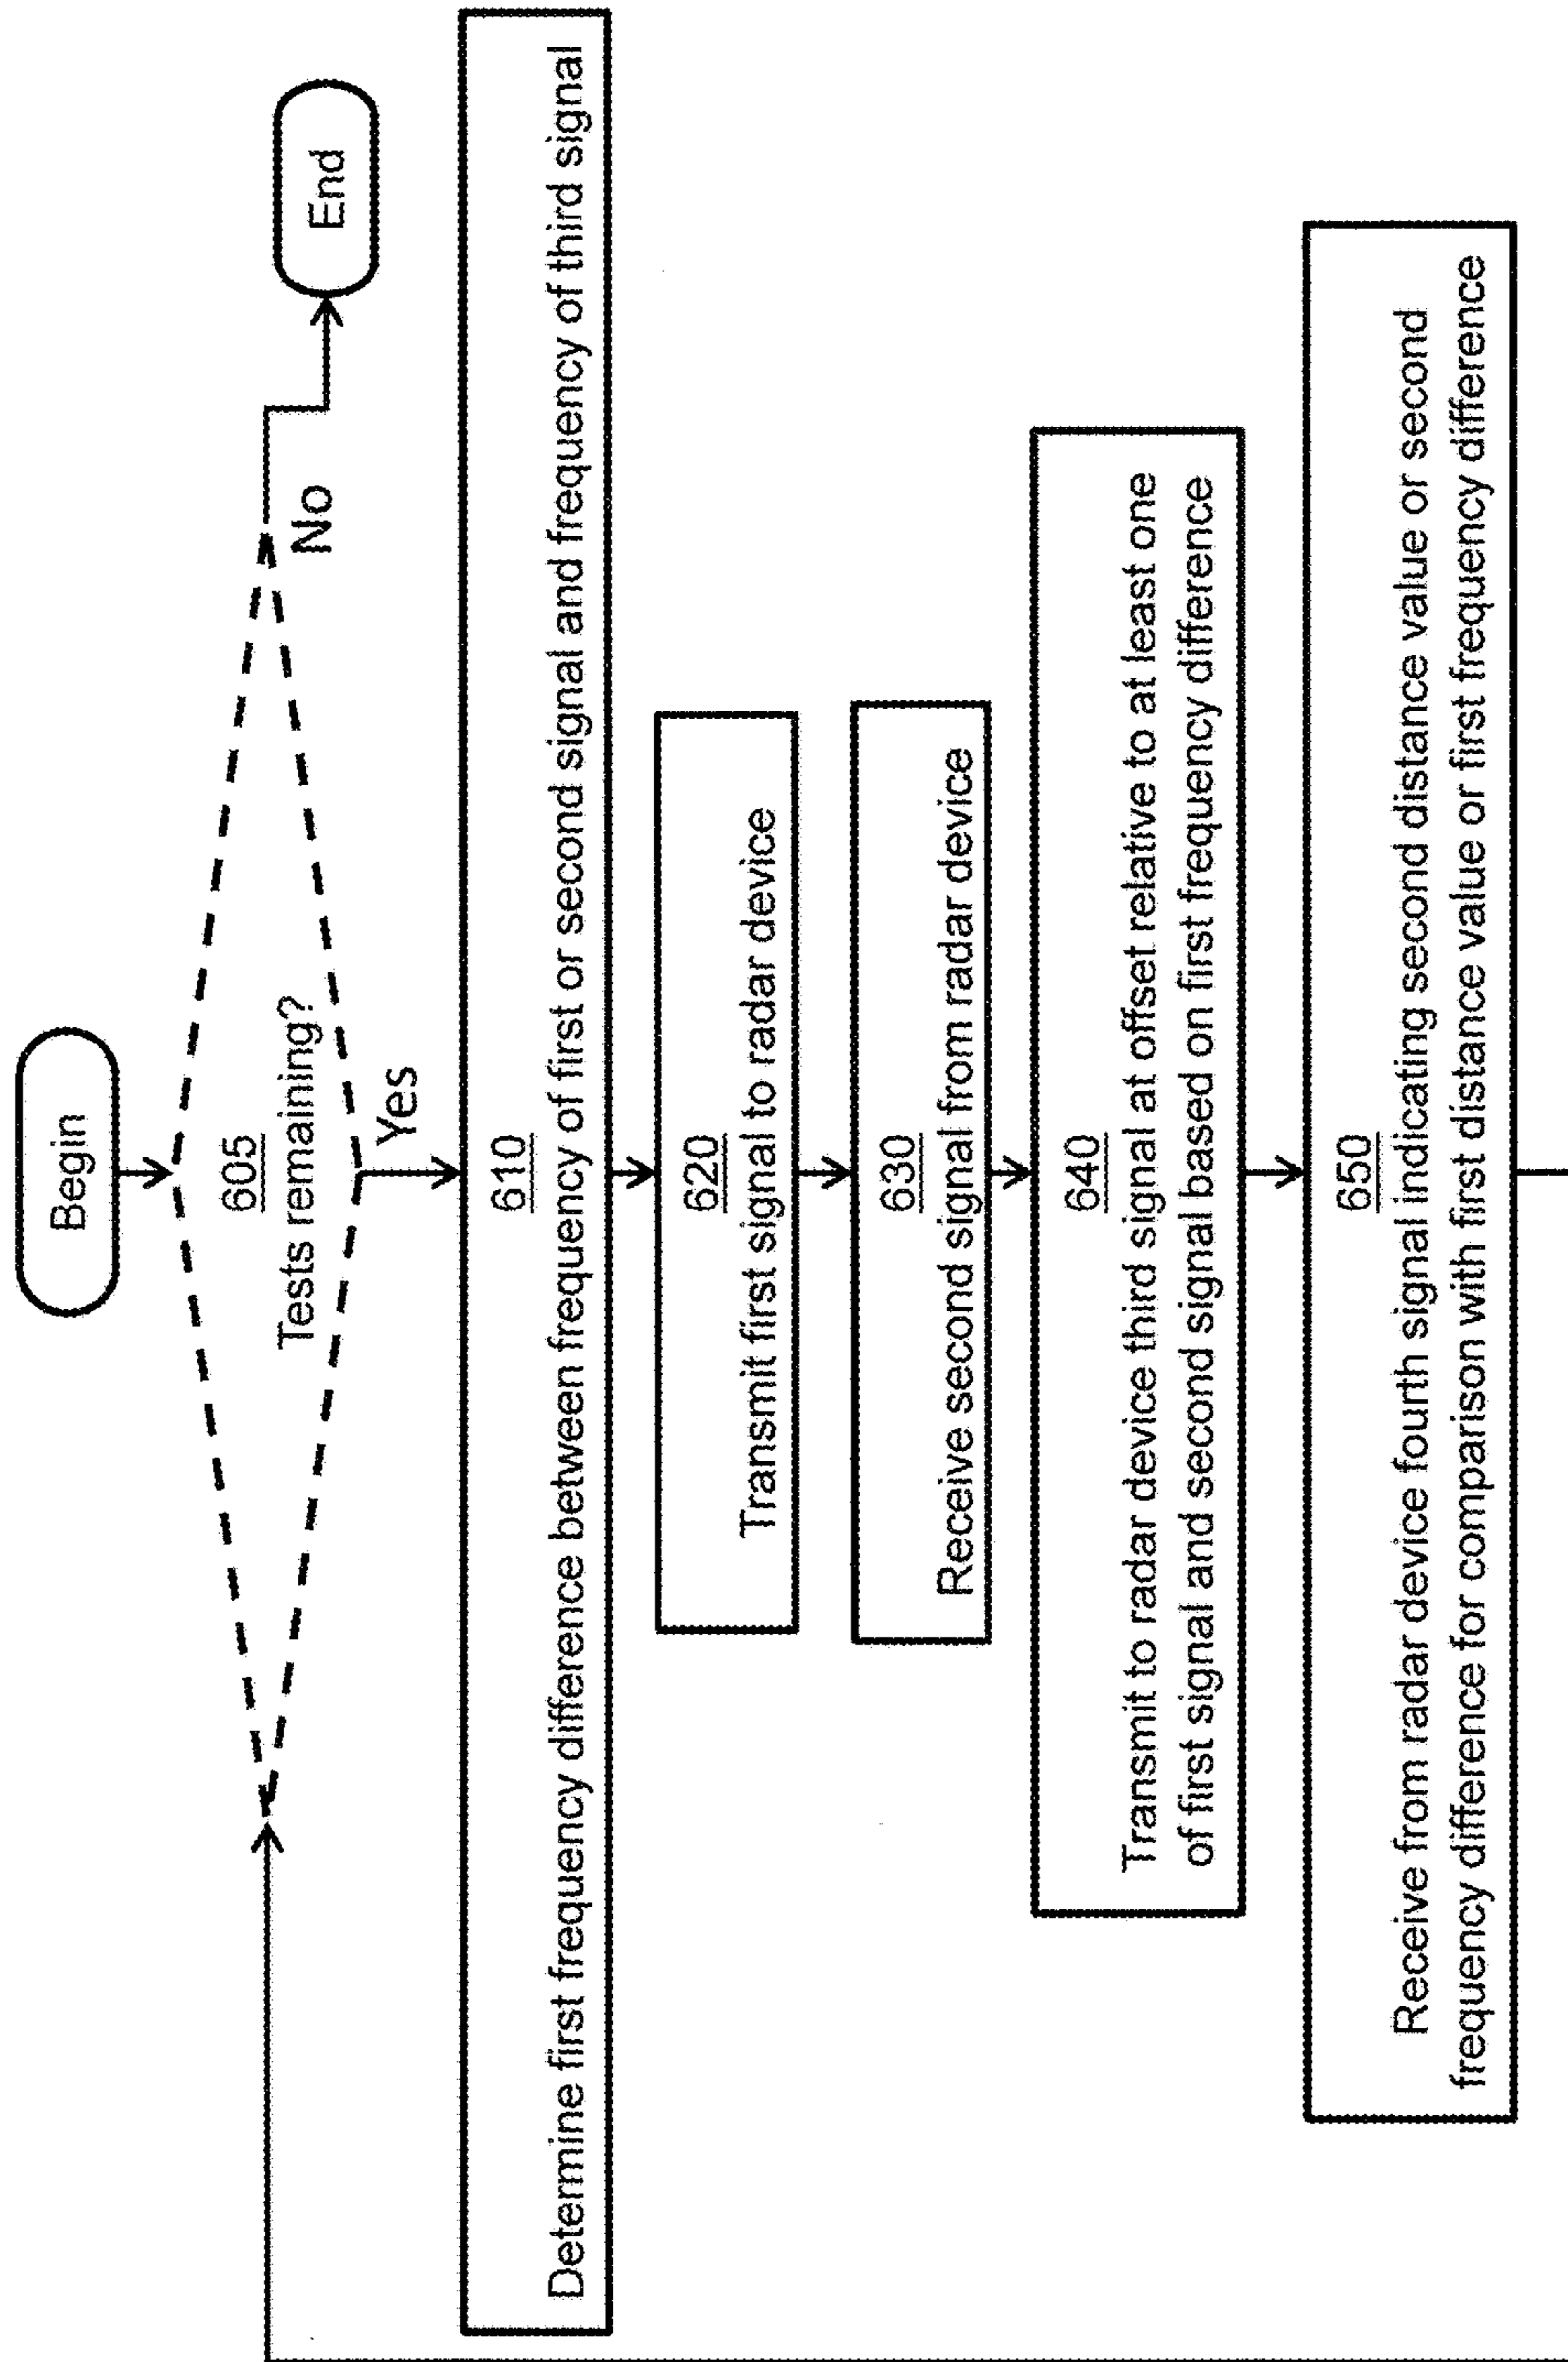 Begin
605
Tests remaining?
No
End
Yes
610
Determine first frequency difference between frequency of first or second signal and frequency of third signal
620
Transmit first signal to radar device
630
Receive second signal from radar device
640
Transmit to radar device third signal at offset relative to at least one
of first signal and second signal based on first frequency difference
650
Receive from radar device fourth signal indicating second distance value or second
frequency difference for comparison with first distance value or first frequency difference